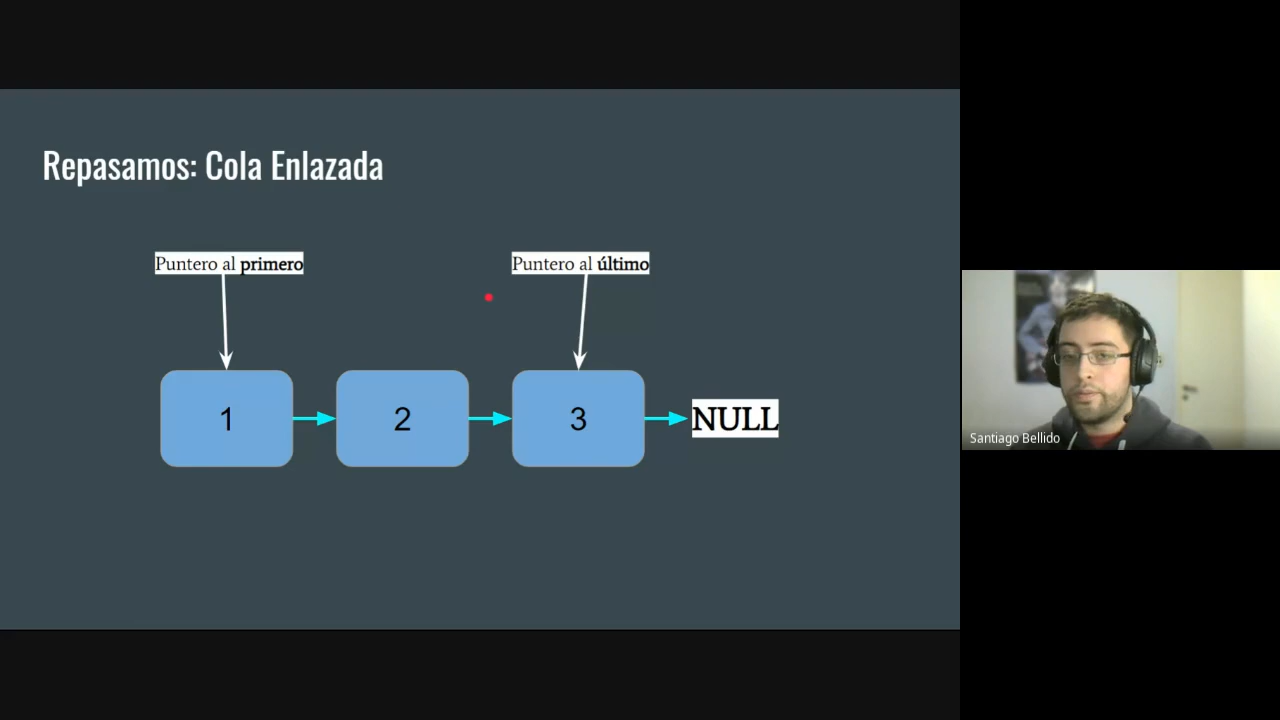 Repasamos: Cola Enlazada
Puntero al primero
Puntero al último
1
2
3
NULL
Santiago Bellido